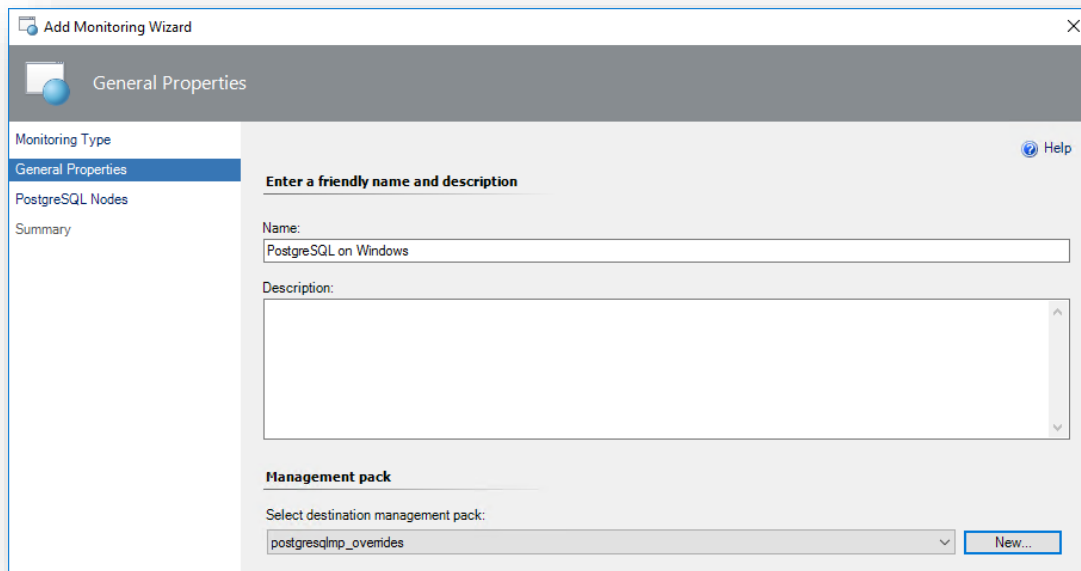 Add Monitoring Wizard
General Properties
Monitoring Type
General Properties
PostgreSQL Nodes
Summary
Help
Enter a friendly name and description
Name:
PostgreSQL on Windows
Description:
Management pack
Select destination management pack:
postgresqlmp_overrides
New...